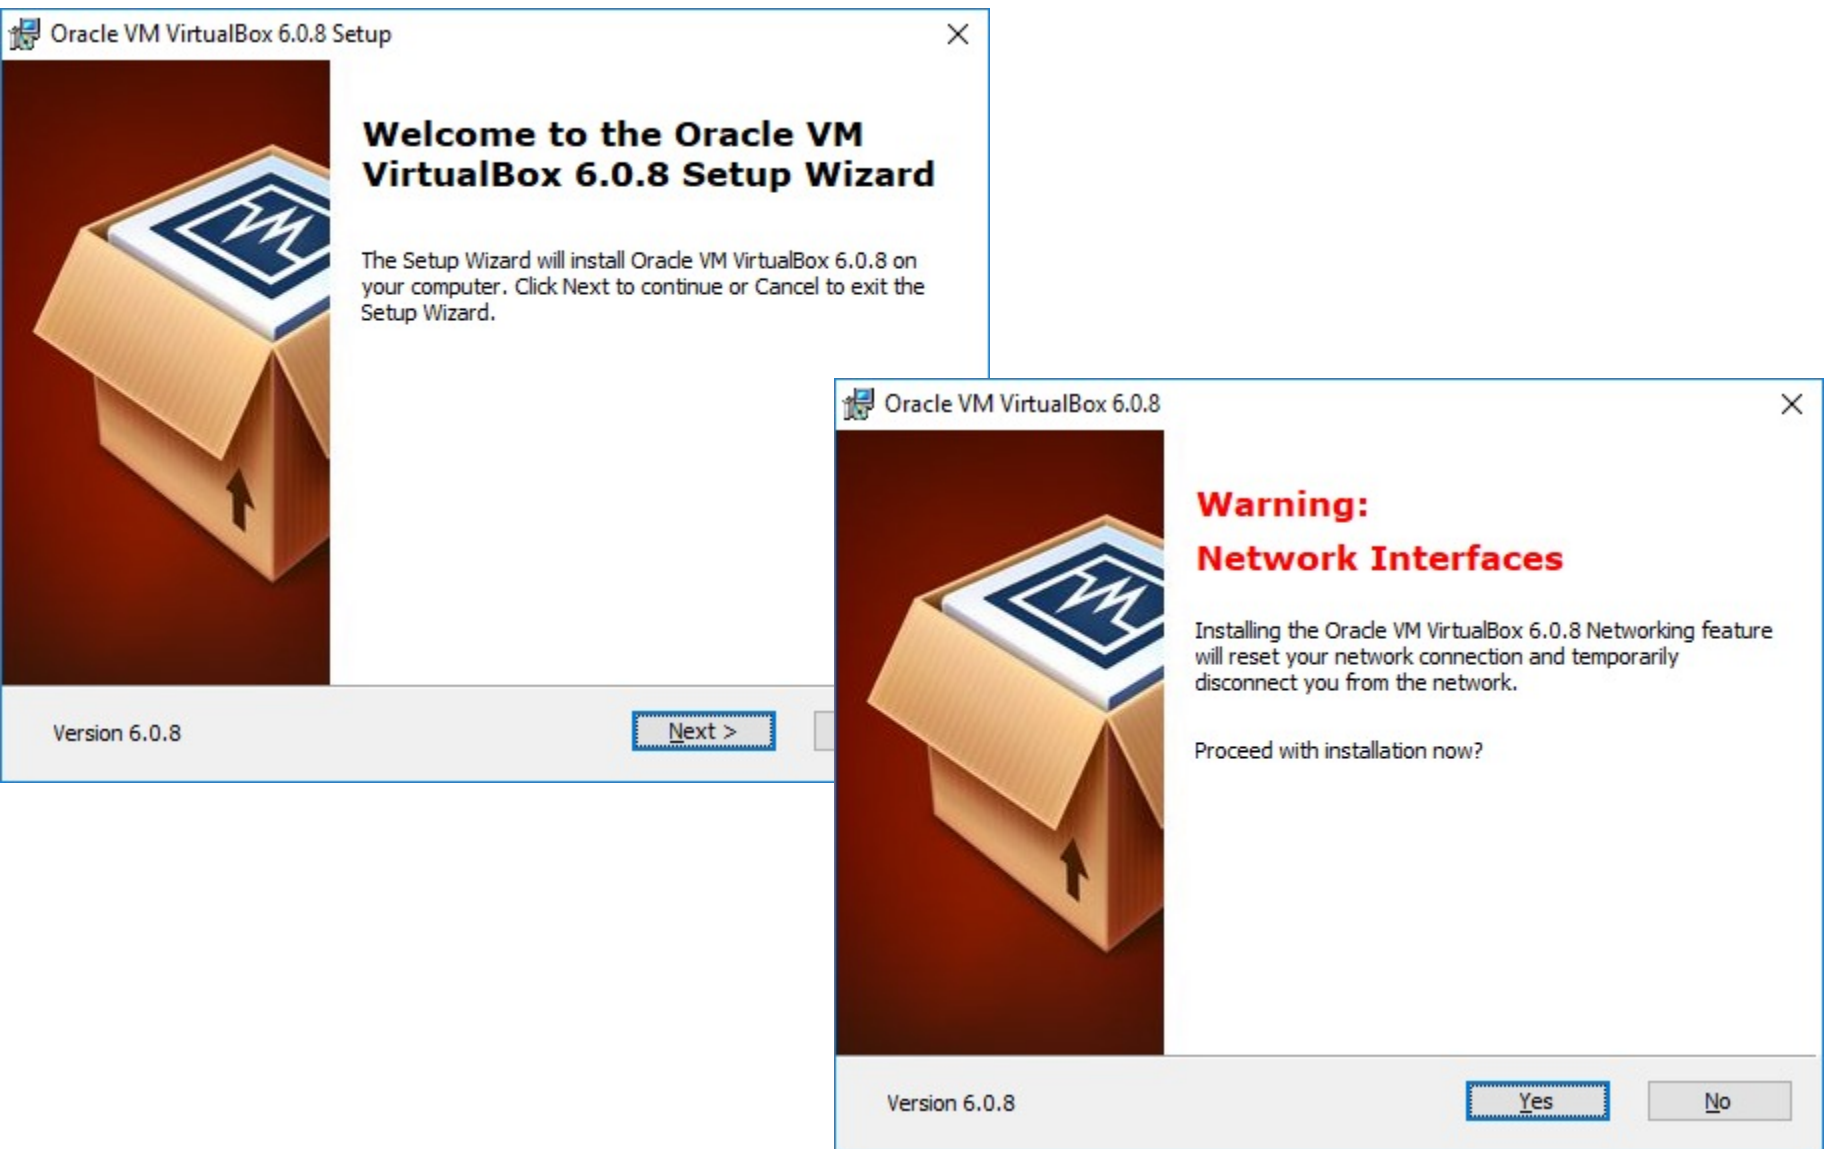 Oracle VM VirtualBox 6.0.8 Setup
Welcome to the Oracle VM
VirtualBox 6.0.8 Setup Wizard
The Setup Wizard will install Oracle VM VirtualBox 6.0.8 on
your computer. Click Next to continue or Cancel to exit the
Setup Wizard.
Version 6.0.8
Next >
Oracle VM VirtualBox 6.0.8
Warning:
Network Interfaces
Installing the Oracle VM VirtualBox 6.0.8 Networking feature
will reset your network connection and temporarily
disconnect you from the network.
Proceed with installation now?
Version 6.0.8
Yes
No